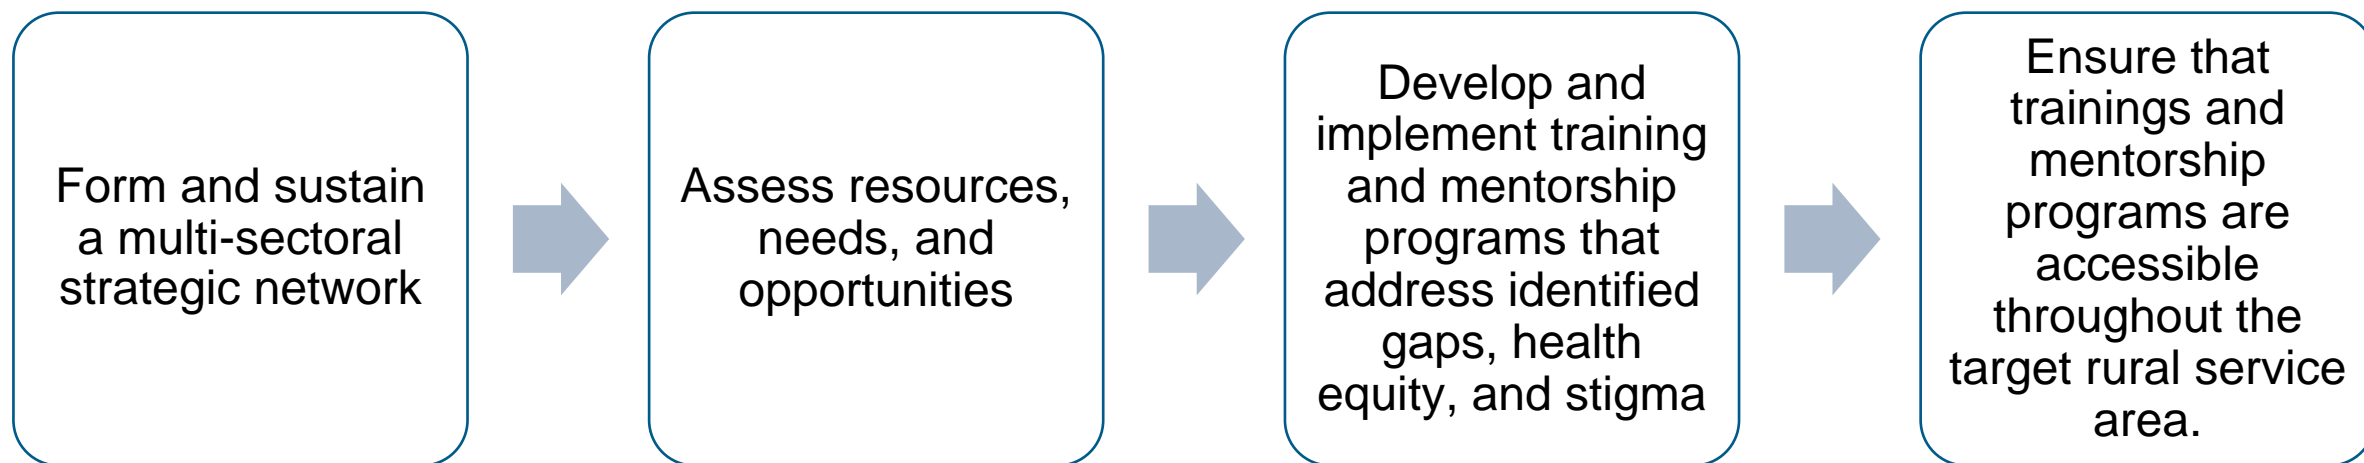 Form and sustain
a multi-sectoral
strategic network
Assess resources,
needs, and
opportunities
Develop and
implement training
and mentorship
programs that
address identified
gaps, health
equity, and stigma
Ensure that
trainings and
mentorship
programs are
accessible
throughout the
target rural service
area.